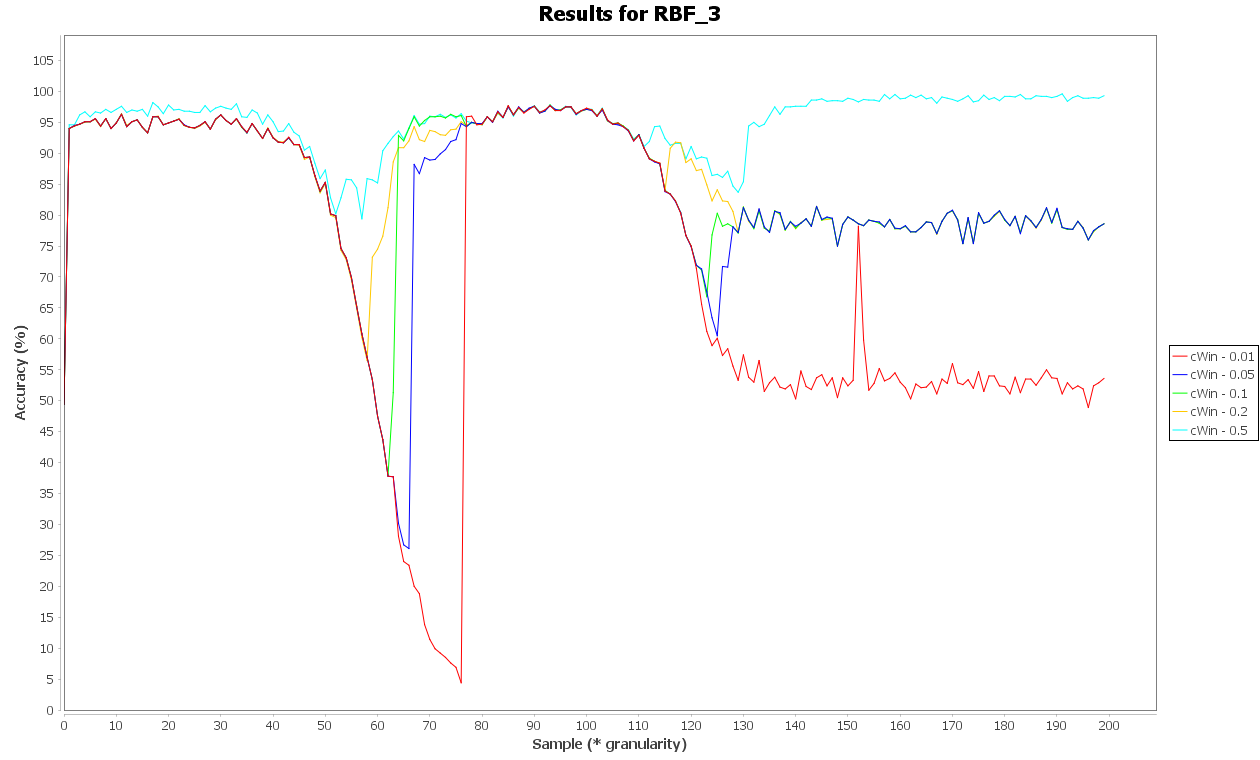 Results for RBF_3
105
100
95
90
85
80
75
70
65
60
55
50
45
40
35
30
25
20
15
10
5
0
Accuracy (%)
0 10 20 30 40 50 60 70 80 90 100 110 120 130 140 150 160 170 180 190 200
Sample (* granularity)
cWin - 0.01
cWin - 0.05
cWin - 0.1
cWin - 0.2
cWin - 0.5